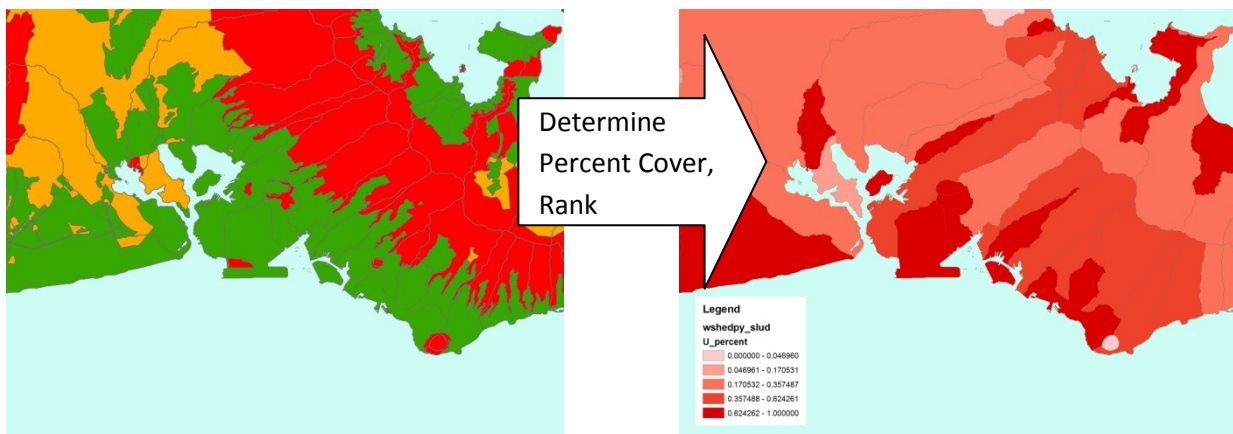 Determine
Percent Cover,
Rank
Legend
wshedpy_slud
U_percent
0.000000 - 0.046960
0.046961 - 0.170531
0.170532 - 0.357487
0.357488 - 0.624261
0.624262 - 1.000000